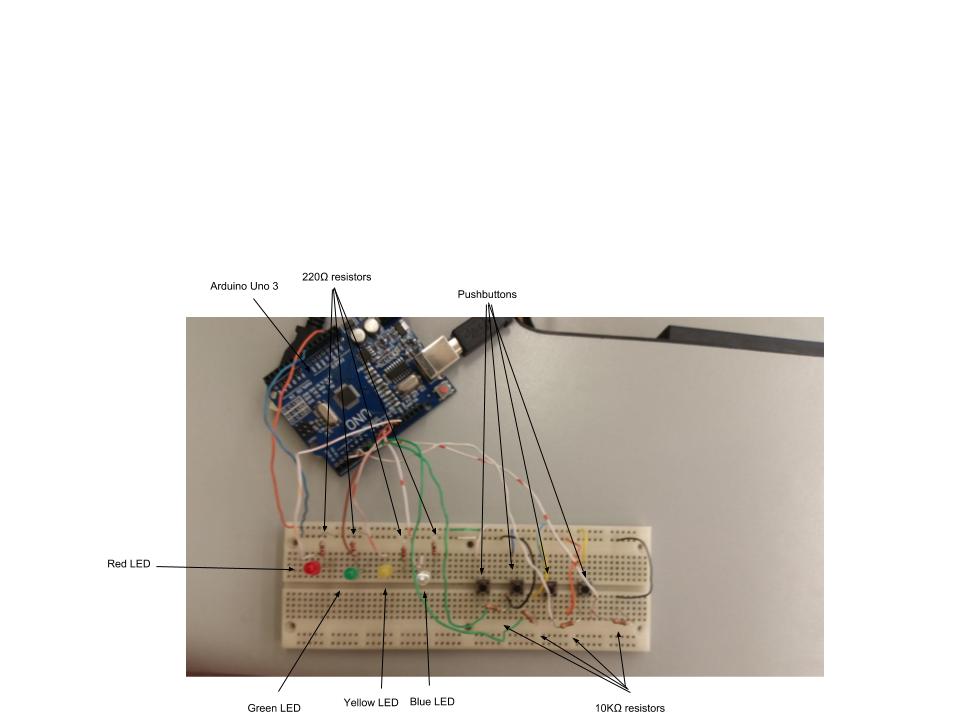 220Ω resistors
Arduino Uno 3
Pushbuttons
UNO
Red LED
Green LED
Yellow LED
Blue LED
10KΩ resistors